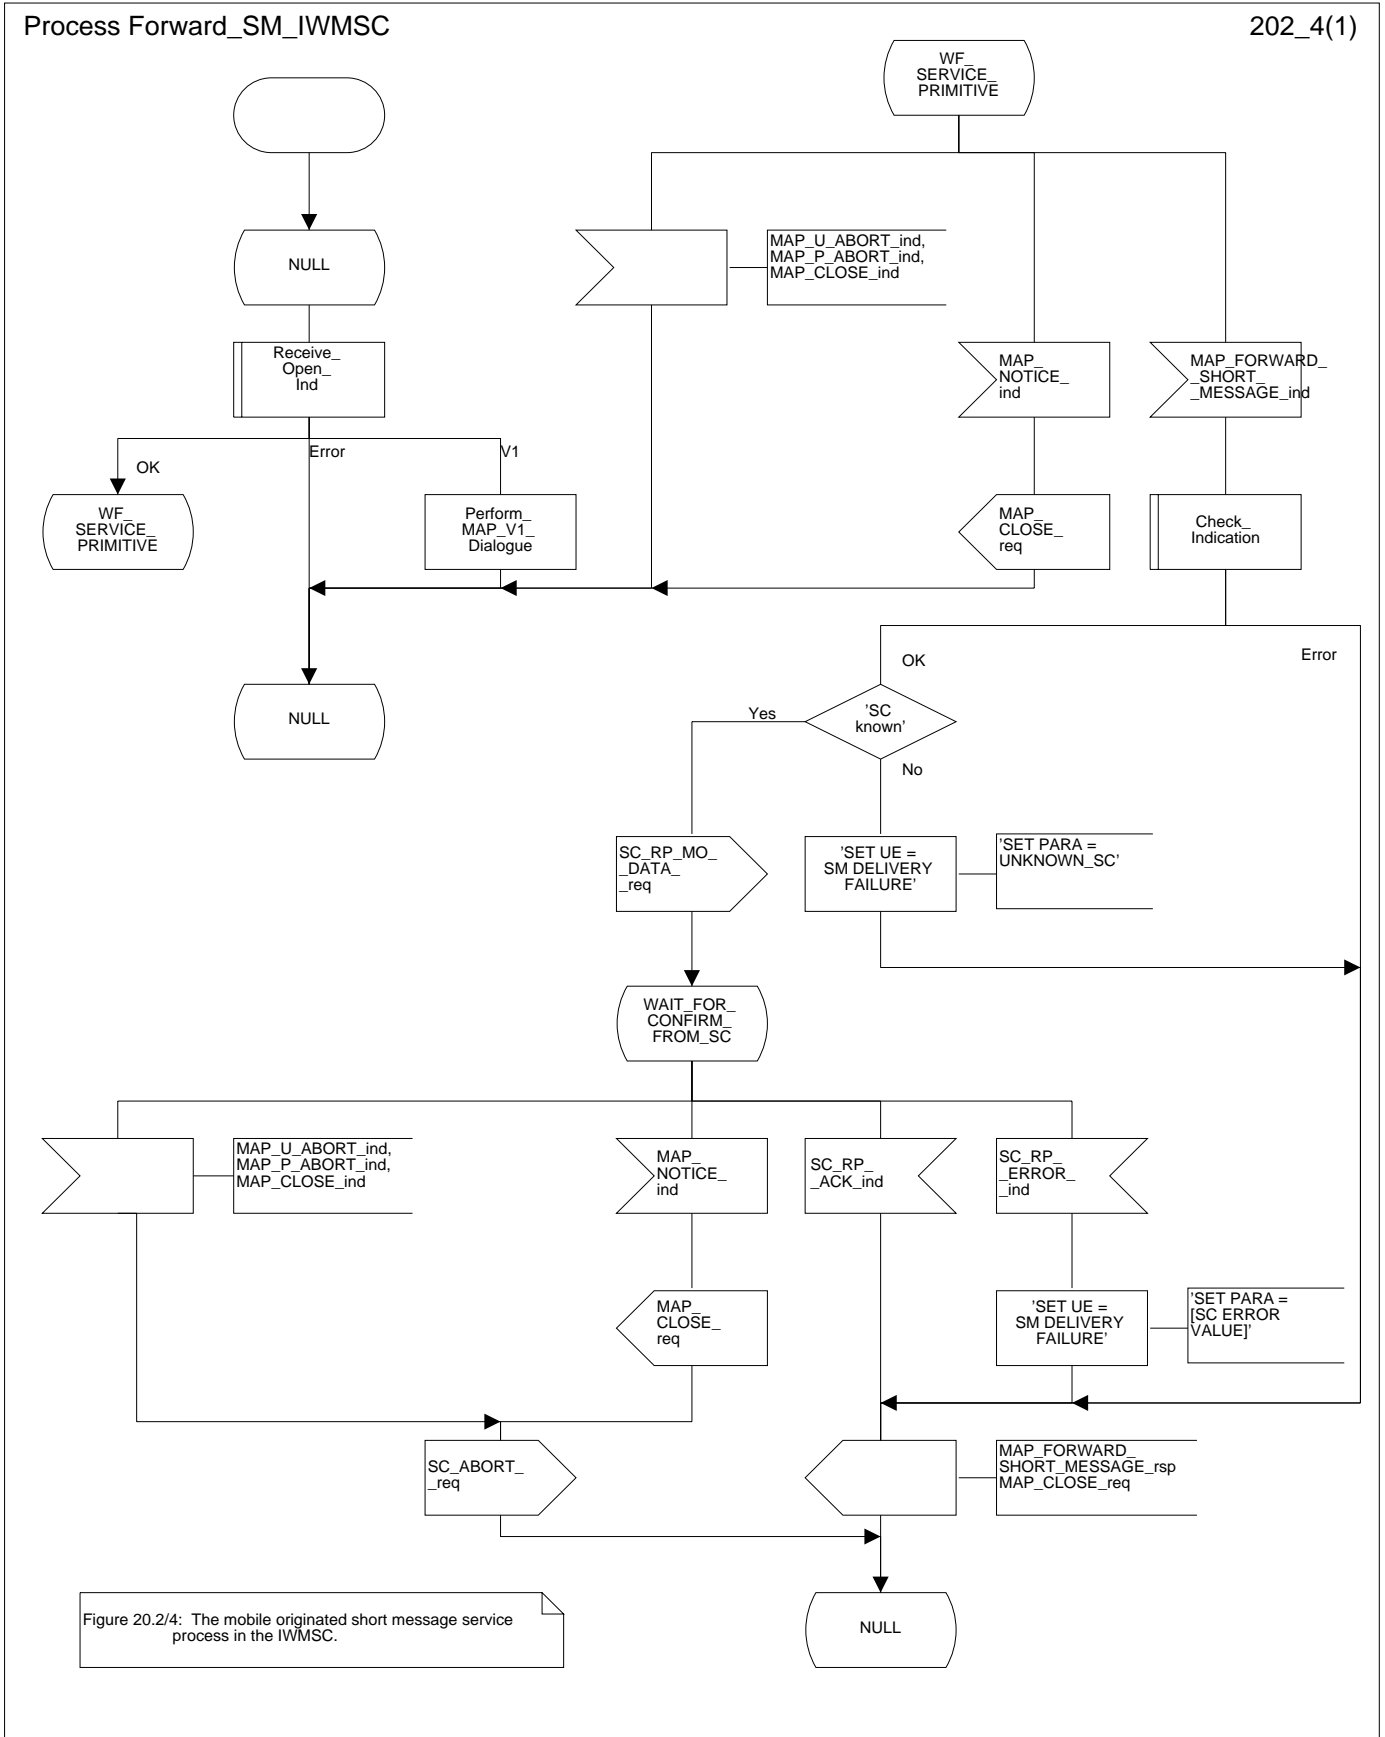 Process Forward_SM_IWMSC
202_4(1)
WF_
SERVICE_
PRIMITIVE
NULL
MAP_U_ABORT_ind,
MAP_P_ABORT_ind,
MAP_CLOSE_ind
Receive_
Open_
Ind
MAP_
NOTICE_
ind
MAP_FORWARD_
_SHORT_
_MESSAGE_ind
Error
V1
OK
WF_
SERVICE_
PRIMITIVE
Perform_
MAP_V1_
Dialogue
MAP_
CLOSE_
req
Check_
Indication
OK
Error
NULL
Yes
'SC
known'
No
SC_RP_MO_
_DATA_
_req
'SET UE =
SM DELIVERY
FAILURE'
'SET PARA =
UNKNOWN_SC'
WAIT_FOR_
CONFIRM_
FROM_SC
MAP_U_ABORT_ind,
MAP_P_ABORT_ind,
MAP_CLOSE_ind
MAP_
NOTICE_
ind
SC_RP_
_ACK_ind
SC_RP_
_ERROR_
_ind
MAP_
CLOSE_
req
'SET UE =
SM DELIVERY
FAILURE'
'SET PARA =
[SC ERROR
VALUE]'
SC_ABORT_
_req
MAP_FORWARD_
SHORT_MESSAGE_rsp
MAP_CLOSE_req
NULL
Figure 20.2/4: The mobile originated short message service
process in the IWMSC.